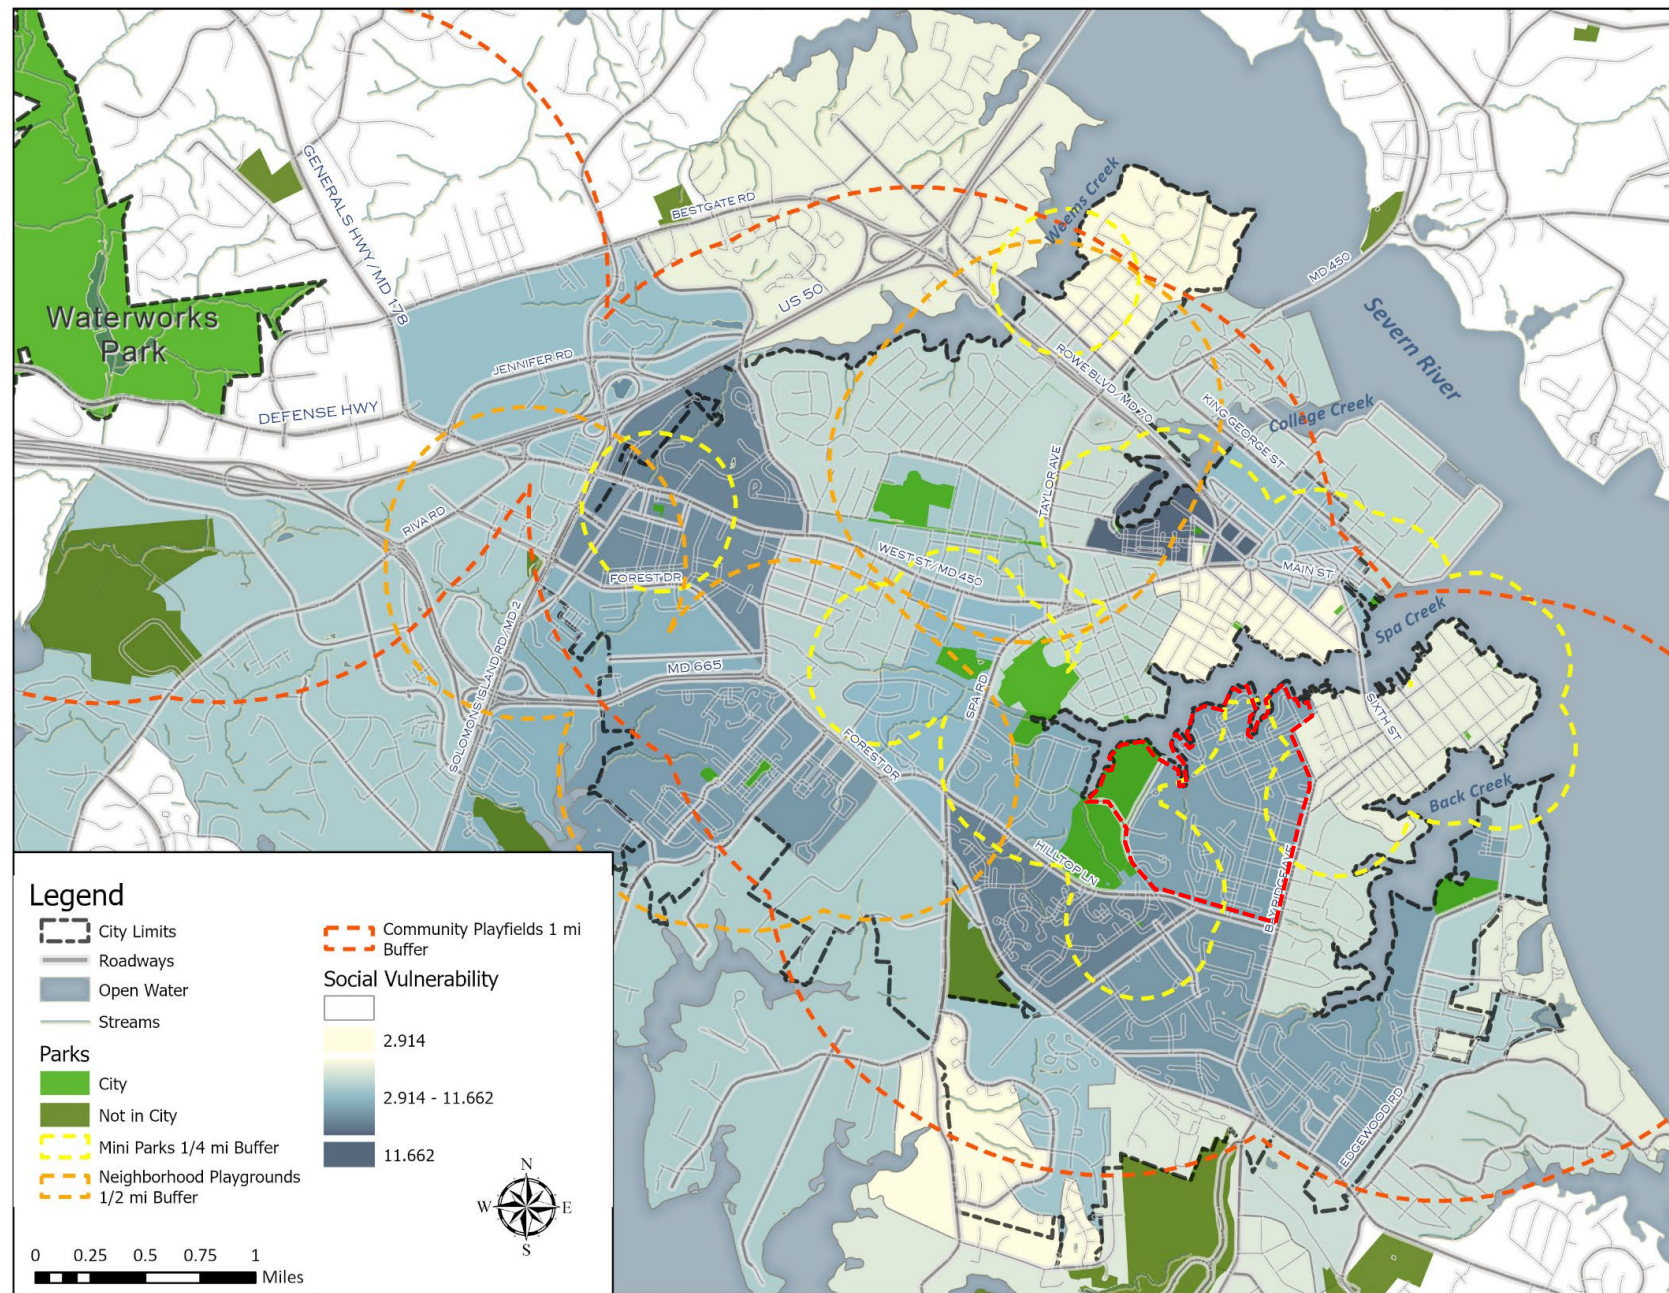 Weems Creek
BESTGATE RD
GENERALS HWY / MD 178
MD 450
US 50
Severn River
Waterworks
Park
JENNIFER RD
ROWE BLVD / MD 70
KING GEORGE ST
College Creek
DEFENSE HWY
TAYLOR AVE
RIVA RD
WEST ST / MD 450
MAIN ST
FOREST DR
Spa Creek
SOLOMONS ISLAND RD / MD 2
MD 665
SPA RD
SIXTH ST
FOREST DR
Back Creek
HILLTOP LN
BAY RIDGE AVE
EDGEWOOD RD
Legend
City Limits
Roadways
Open Water
Streams
Parks
City
Not in City
Mini Parks 1/4 mi Buffer
Neighborhood Playgrounds
1/2 mi Buffer
Community Playfields 1 mi
Buffer
Social Vulnerability
2.914
2.914 - 11.662
11.662
N
W E
S
0 0.25 0.5 0.75 1
Miles